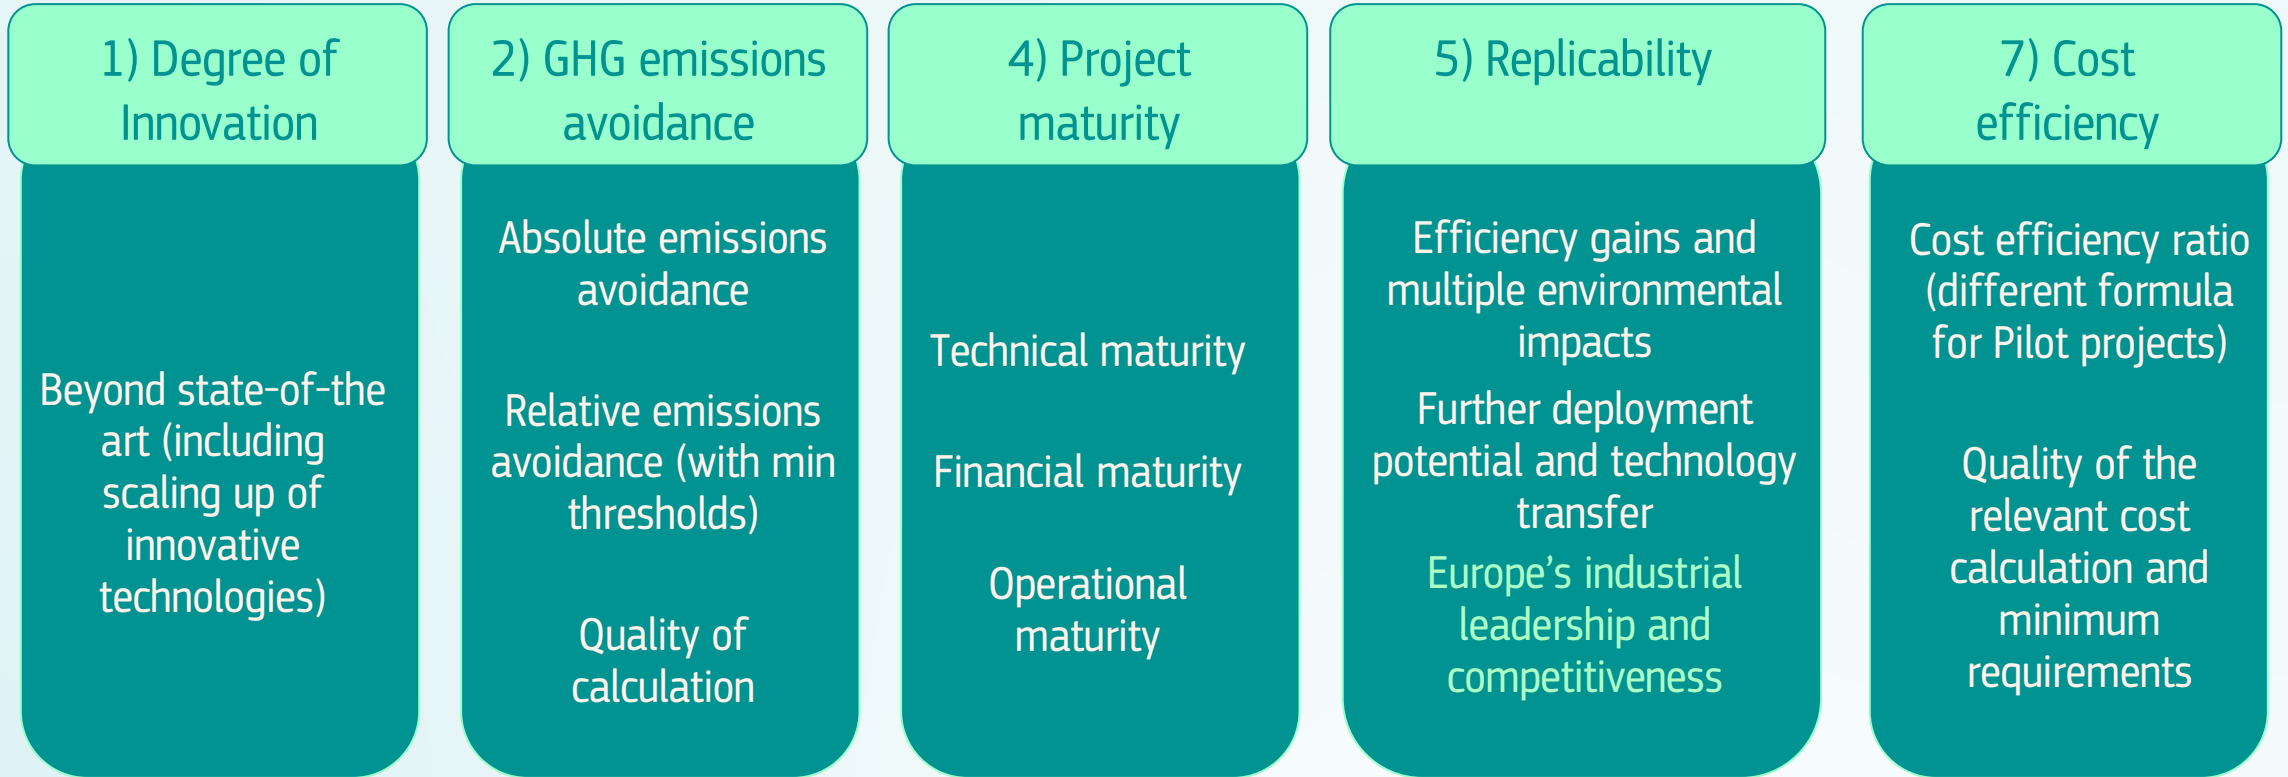 1) Degree of
Innovation
Beyond state-of-the
art (including
scaling up of
innovative
technologies)
2) GHG emissions
avoidance
Absolute emissions
avoidance
Relative emissions
avoidance (with min
thresholds)
Quality of
calculation
4) Project
maturity
Technical maturity
Financial maturity
Operational
maturity
5) Replicability
Efficiency gains and
multiple environmental
impacts
Further deployment
potential and technology
transfer
Europe’s industrial
leadership and
competitiveness
7) Cost
efficiency
Cost efficiency ratio
(different formula
for Pilot projects)
Quality of the
relevant cost
calculation and
minimum
requirements